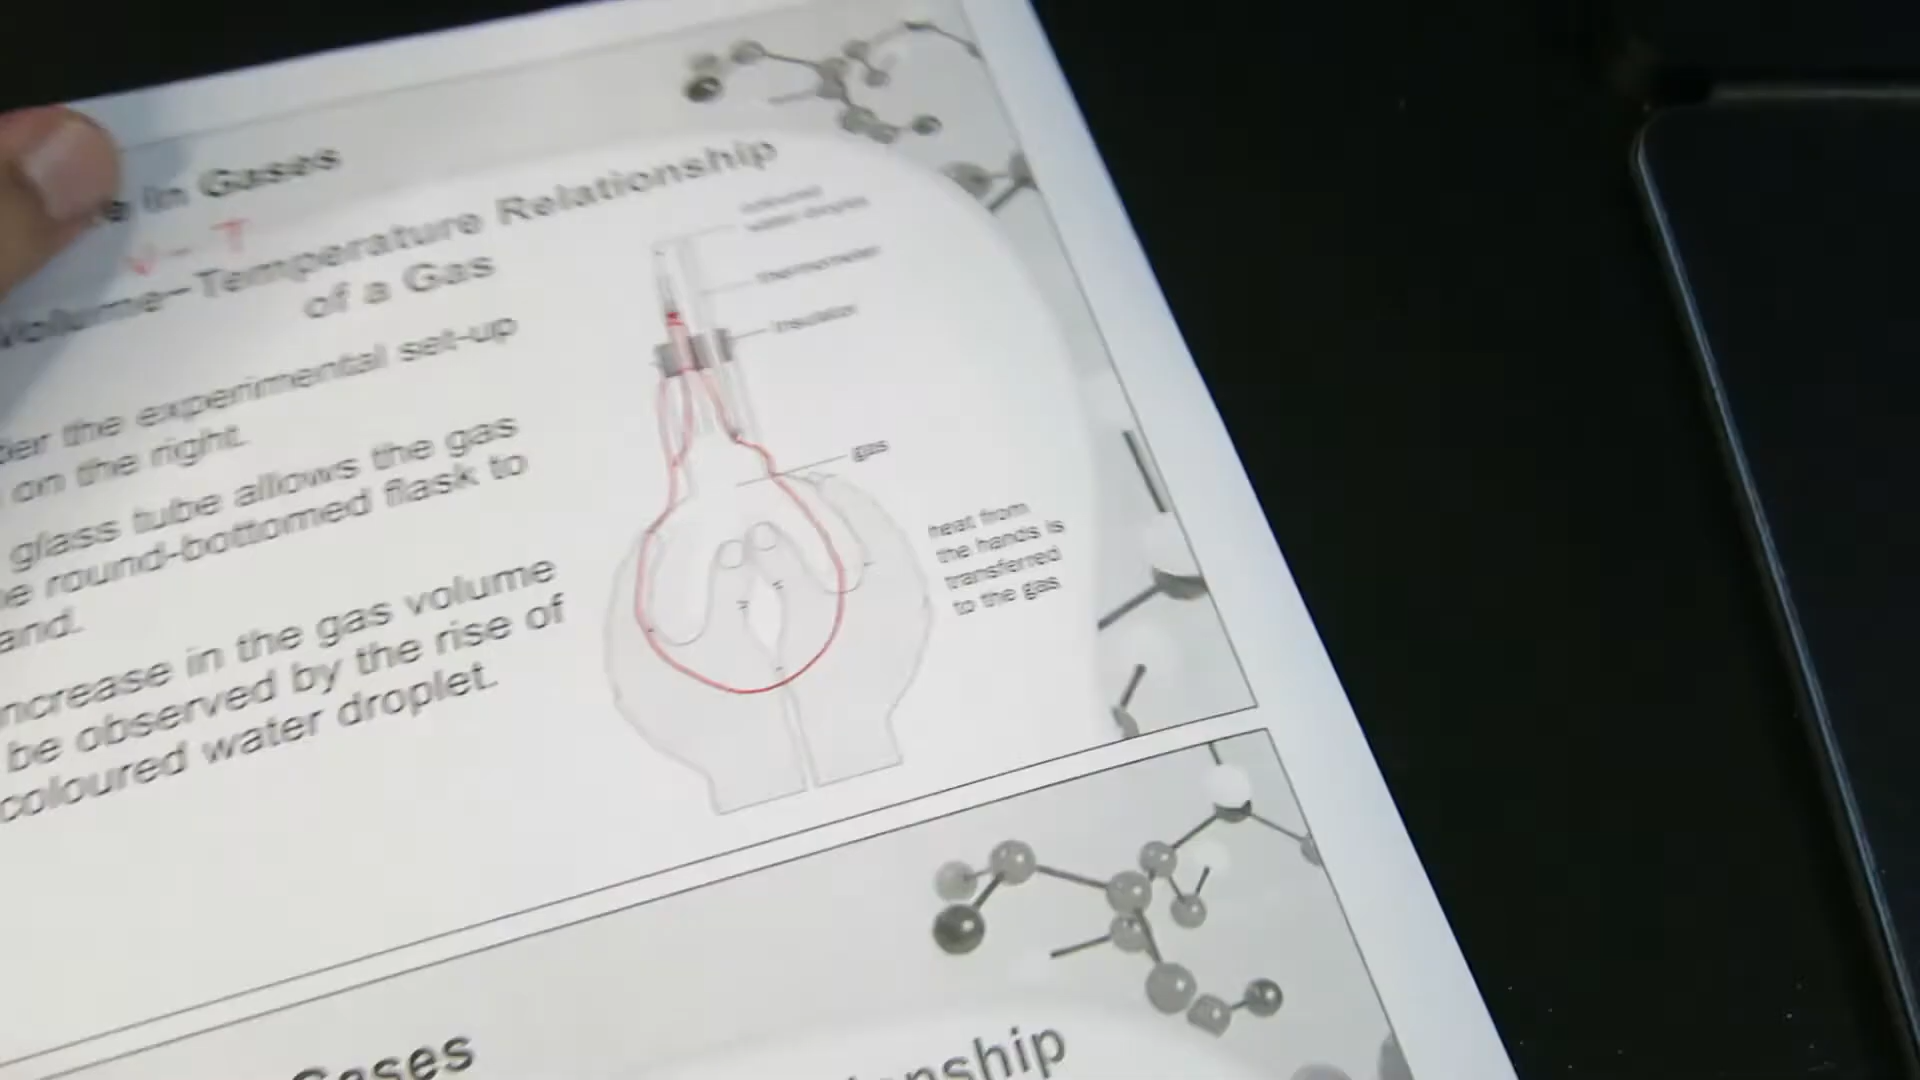 in Gases
V - T
Volume–Temperature Relationship
of a Gas
the experimental set-up
on the right.
glass tube allows the gas
round-bottomed flask to
increase in the gas volume
be observed by the rise of
coloured water droplet.
coloured
water droplet
thermometer
insulator
gas
heat from
the hands is
transferred
to the gas
Gases